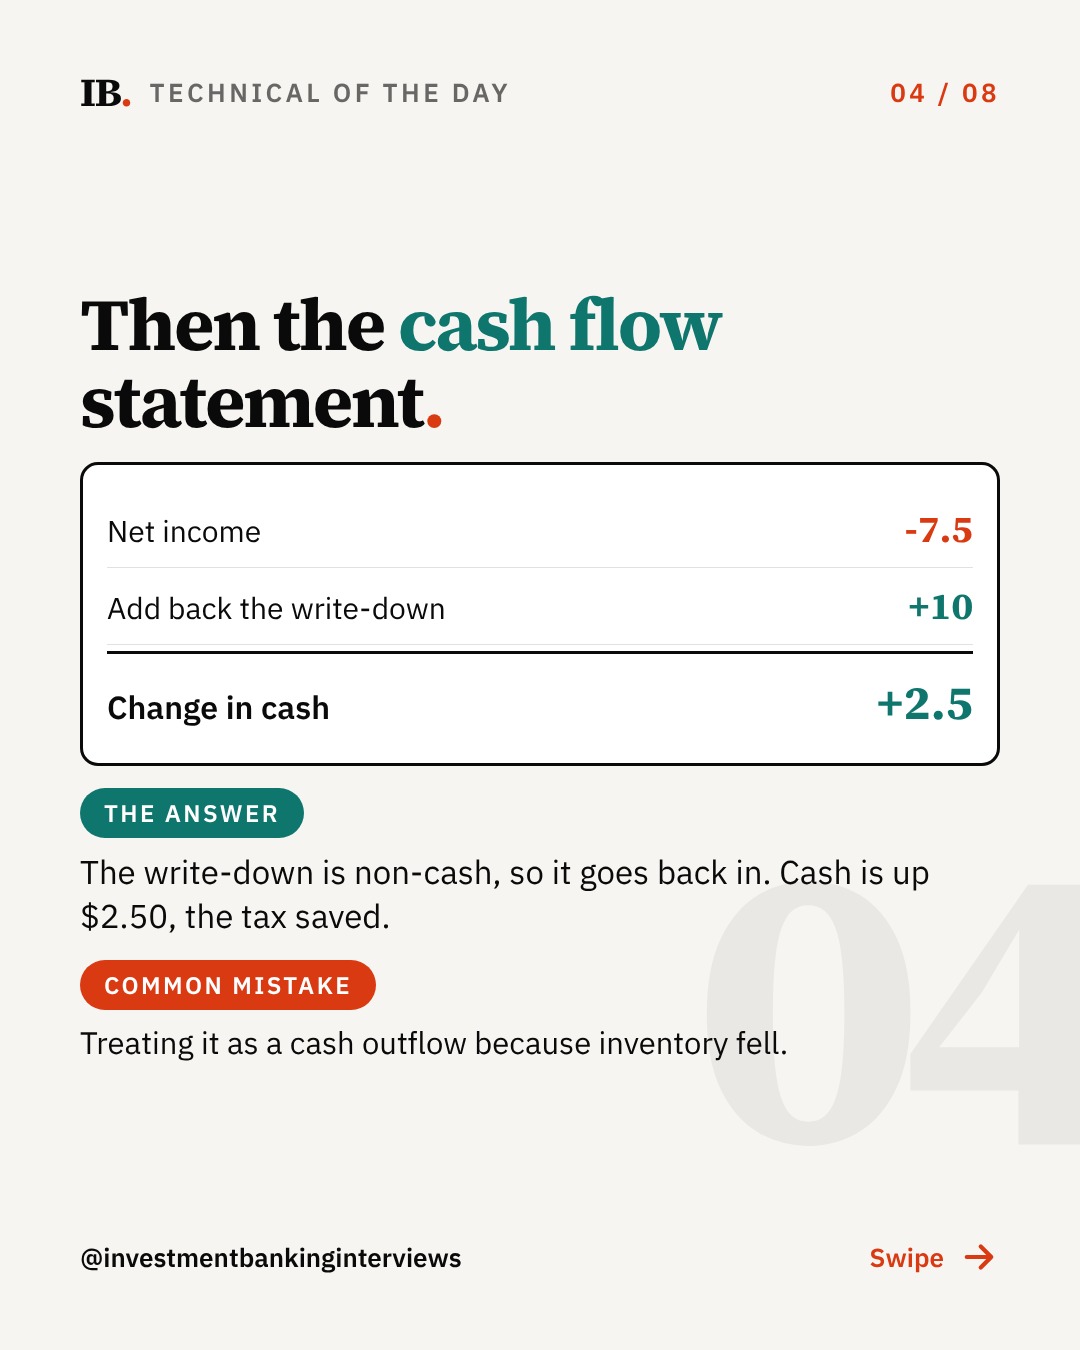 IB. TECHNICAL OF THE DAY
04 / 08
Then the cash flow
statement.
Net income -7.5
Add back the write-down +10
Change in cash +2.5
THE ANSWER
The write-down is non-cash, so it goes back in. Cash is up
$2.50, the tax saved.
COMMON MISTAKE
Treating it as a cash outflow because inventory fell.
04
@investmentbankinginterviews
Swipe →